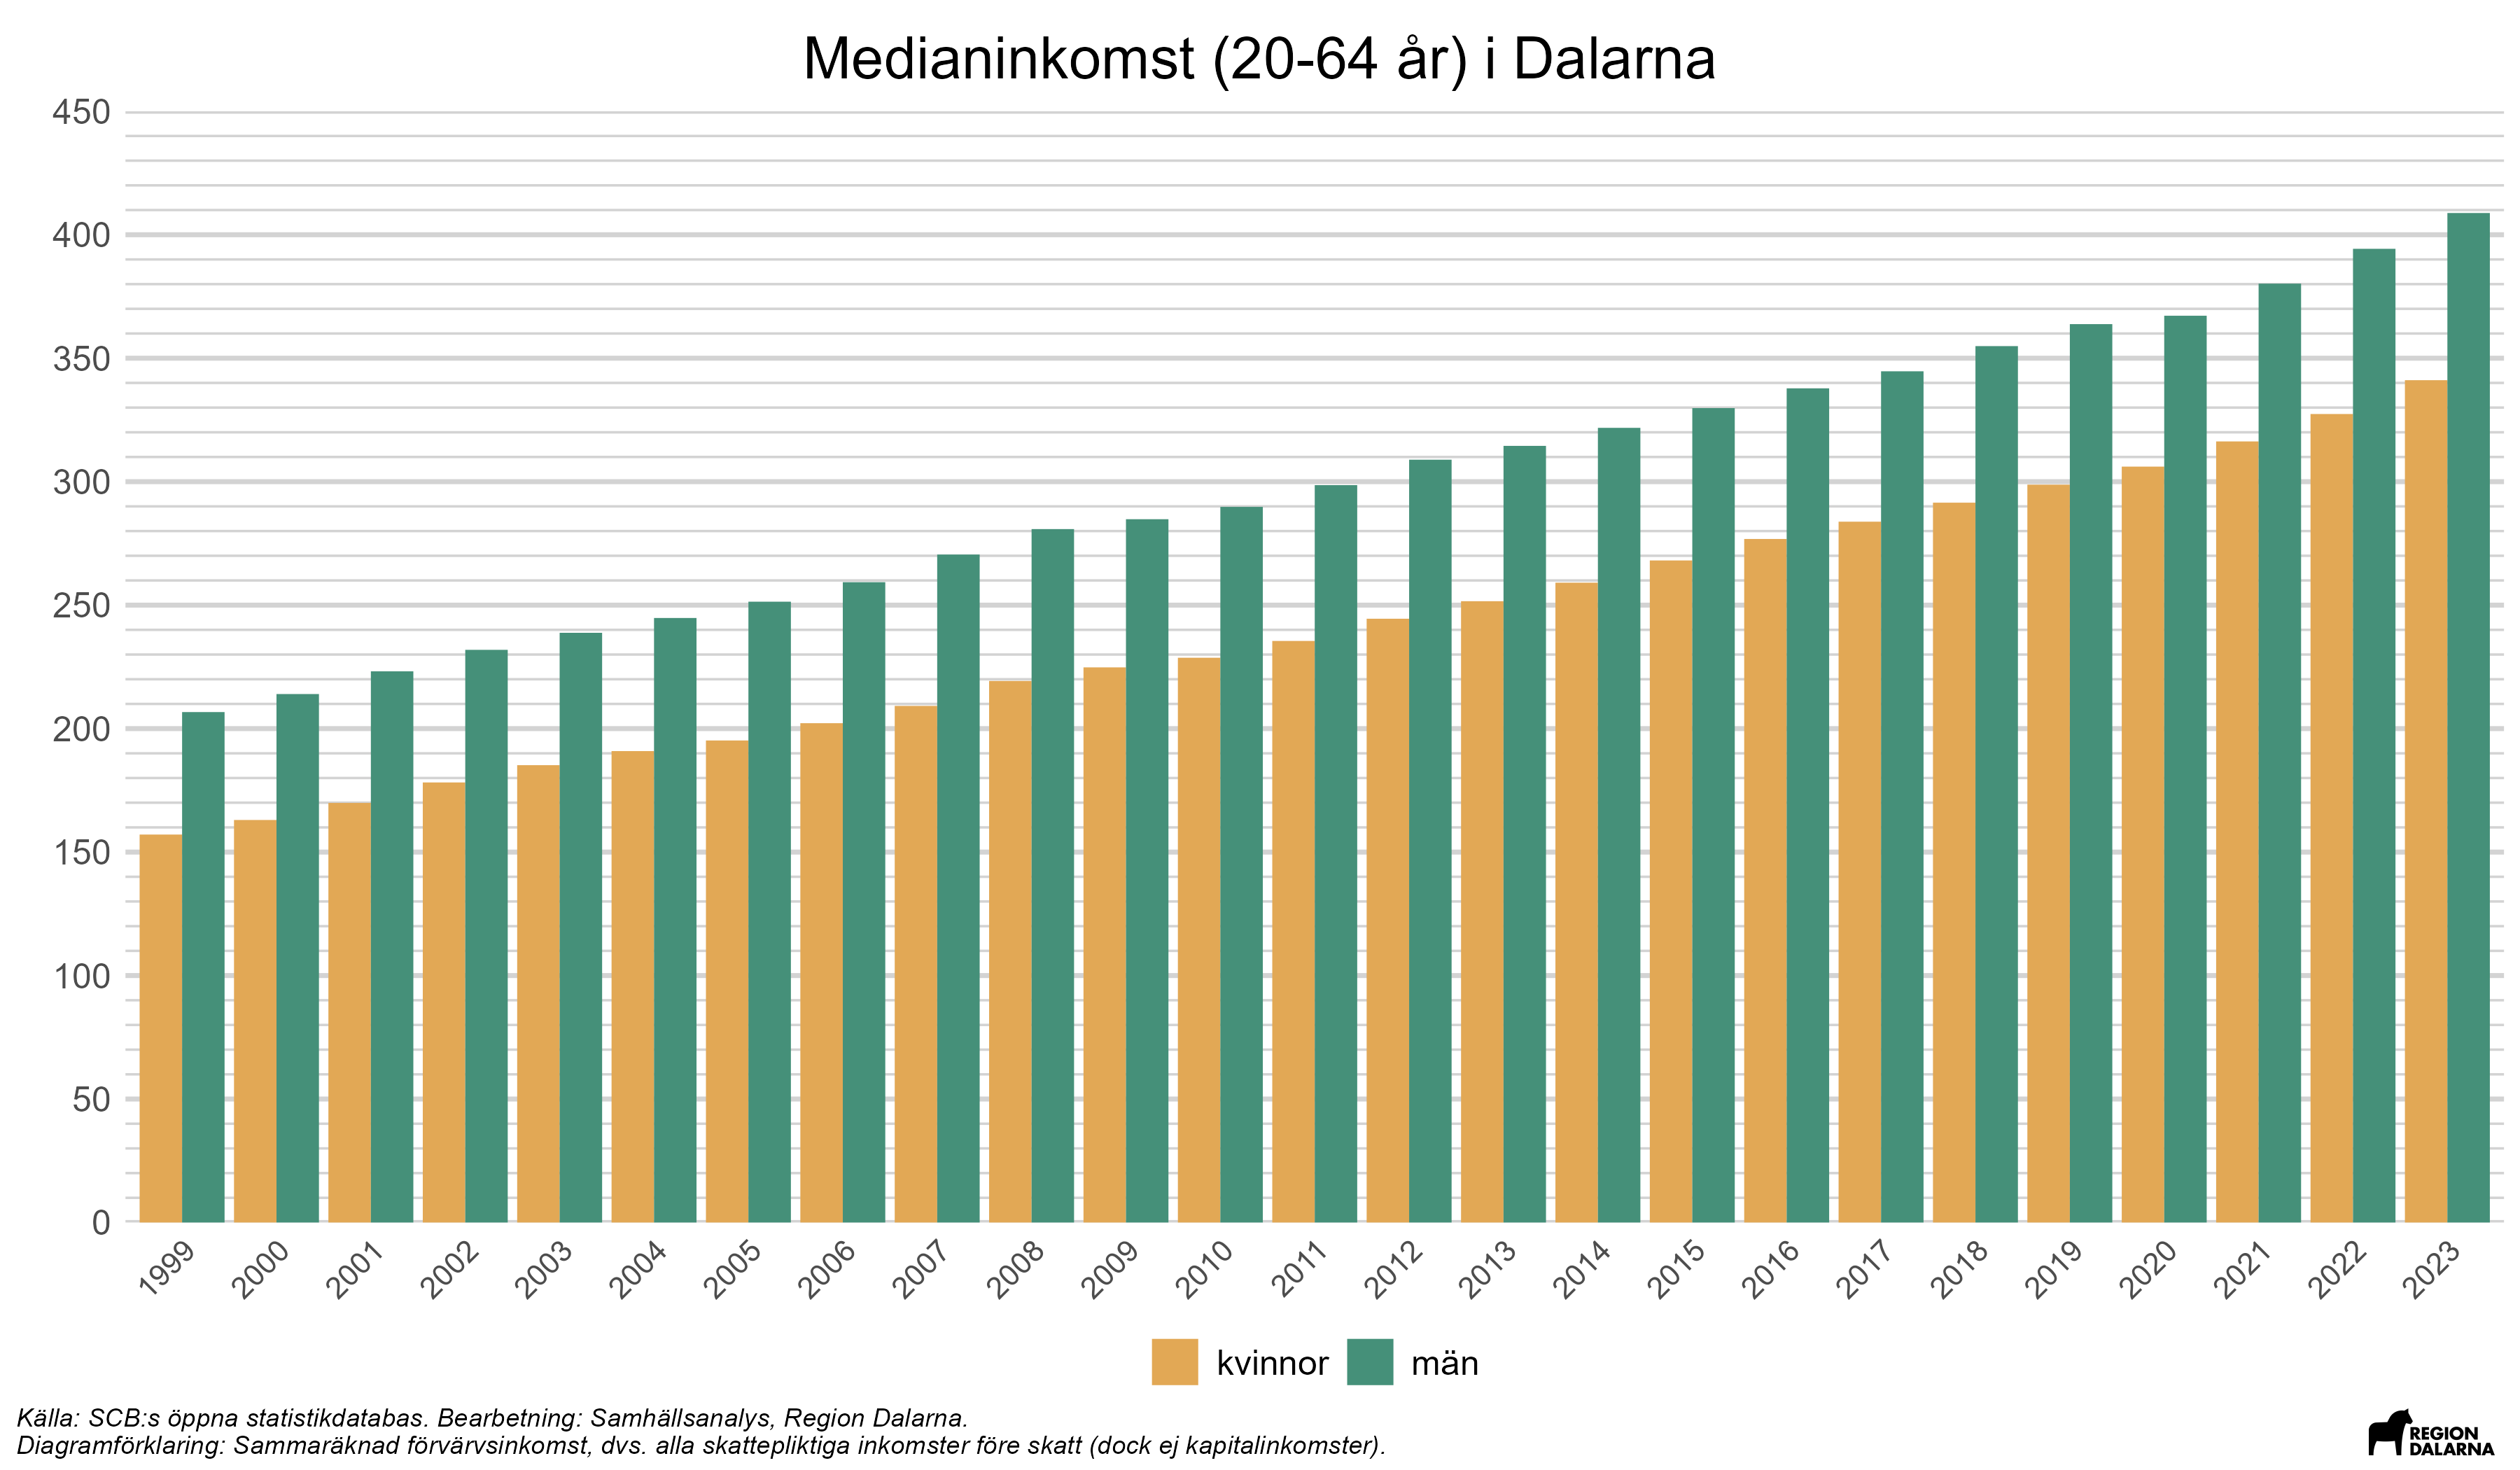 Medianinkomst (20-64 år) i Dalarna
450
400
350
300
250
200
150
100
50
0
1999 2000 2001 2002 2003 2004 2005 2006 2007 2008 2009 2010 2011 2012 2013 2014 2015 2016 2017 2018 2019 2020 2021 2022 2023
kvinnor män
Källa: SCB:s öppna statistikdatabas. Bearbetning: Samhällsanalys, Region Dalarna.
Diagramförklaring: Sammaräknad förvärvsinkomst, dvs. alla skattepliktiga inkomster före skatt (dock ej kapitalinkomster).
REGION
DALARNA